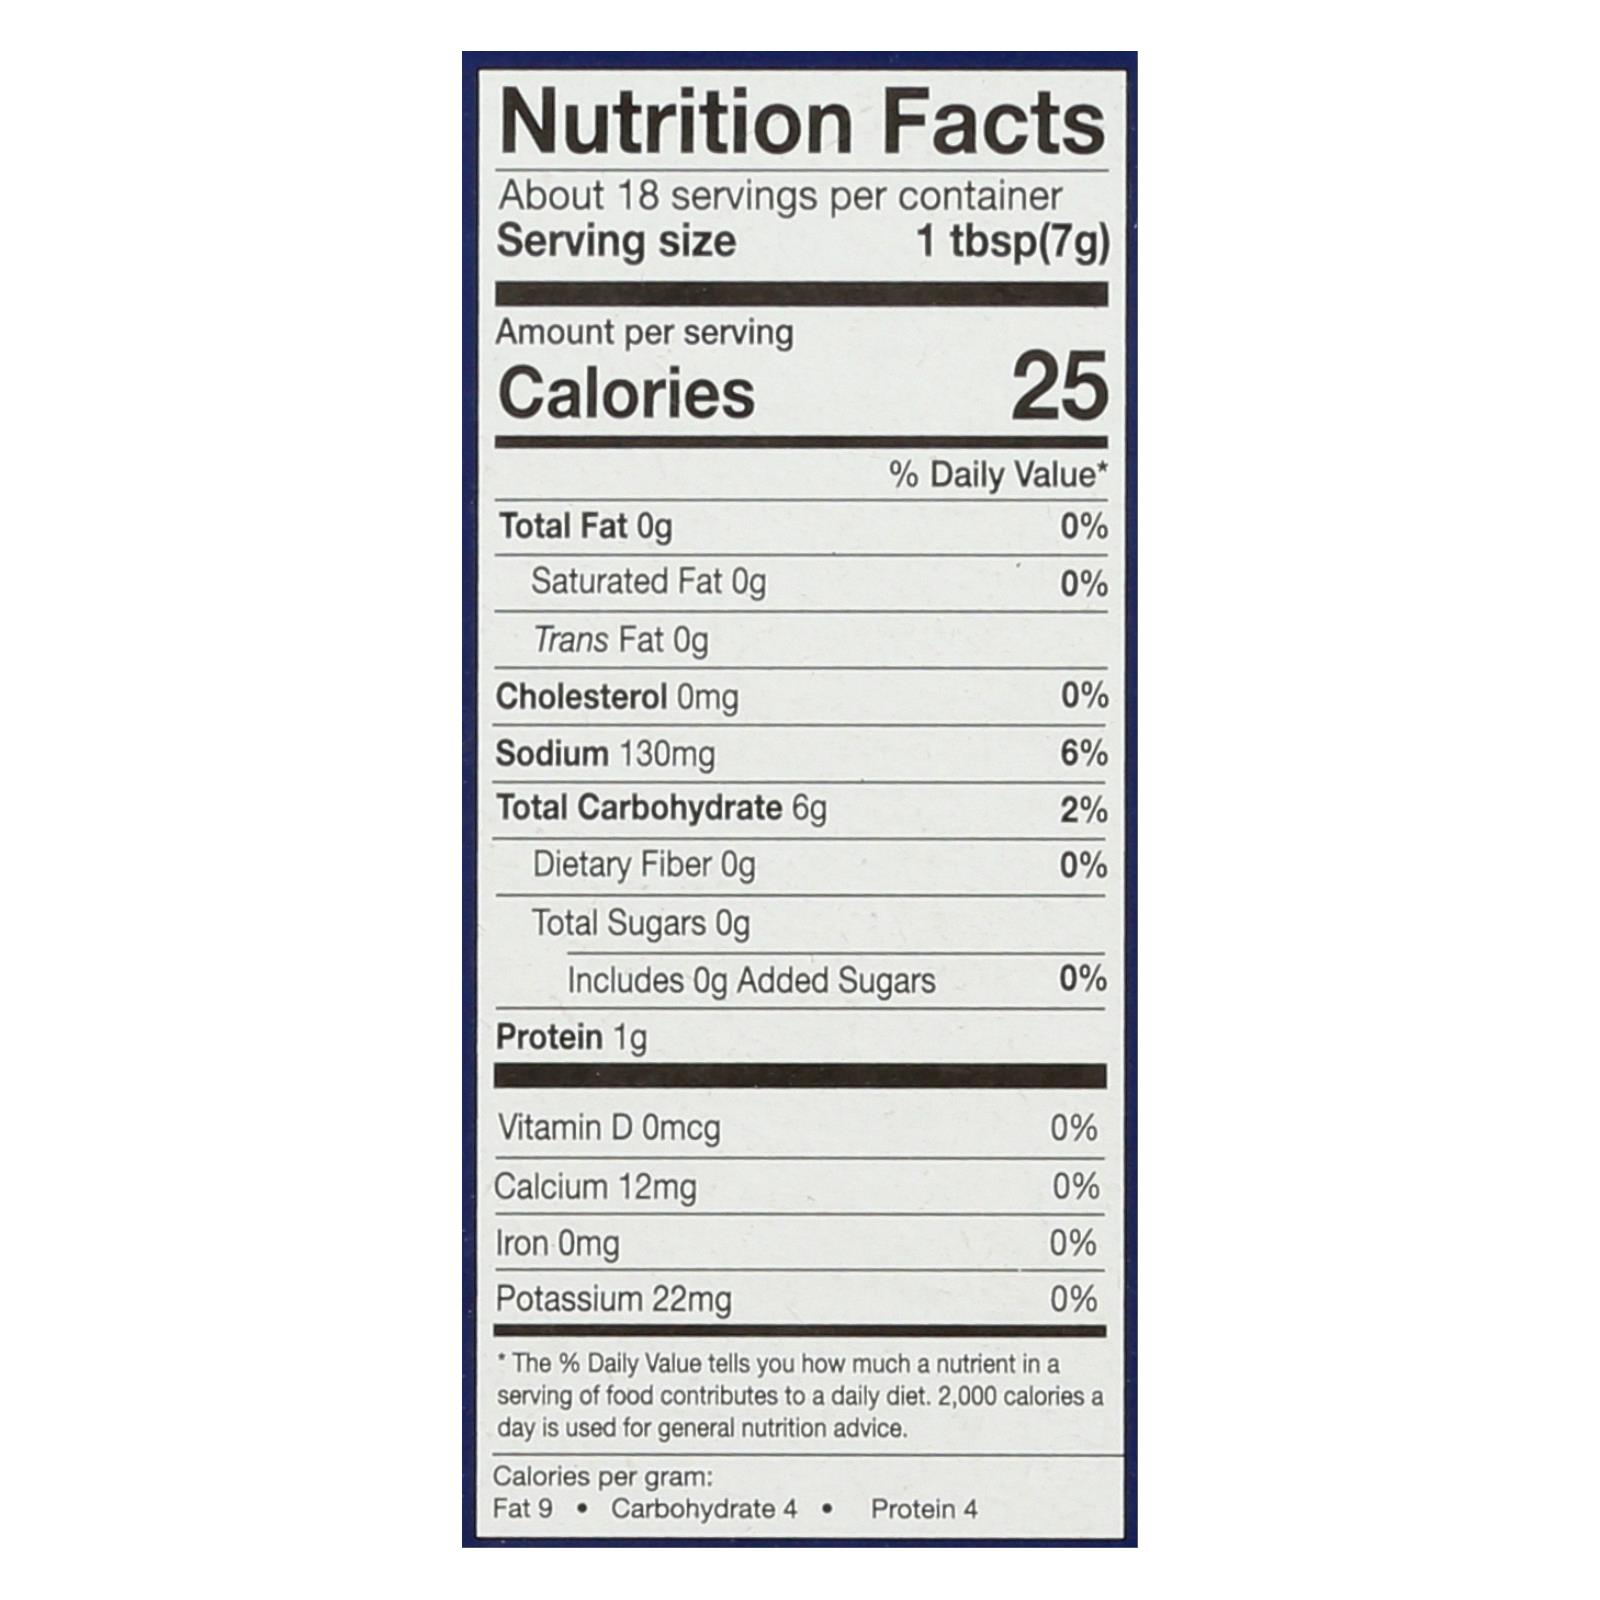 Nutrition Facts
About 18 servings per container
Serving size 1 tbsp(7g)
Amount per serving
Calories 25
% Daily Value*
Total Fat 0g 0%
Saturated Fat 0g 0%
Trans Fat 0g
Cholesterol 0mg 0%
Sodium 130mg 6%
Total Carbohydrate 6g 2%
Dietary Fiber 0g 0%
Total Sugars 0g
Includes 0g Added Sugars 0%
Protein 1g
Vitamin D 0mcg 0%
Calcium 12mg 0%
Iron 0mg 0%
Potassium 22mg 0%
* The % Daily Value tells you how much a nutrient in a
serving of food contributes to a daily diet. 2,000 calories a
day is used for general nutrition advice.
Calories per gram:
Fat 9 • Carbohydrate 4 • Protein 4